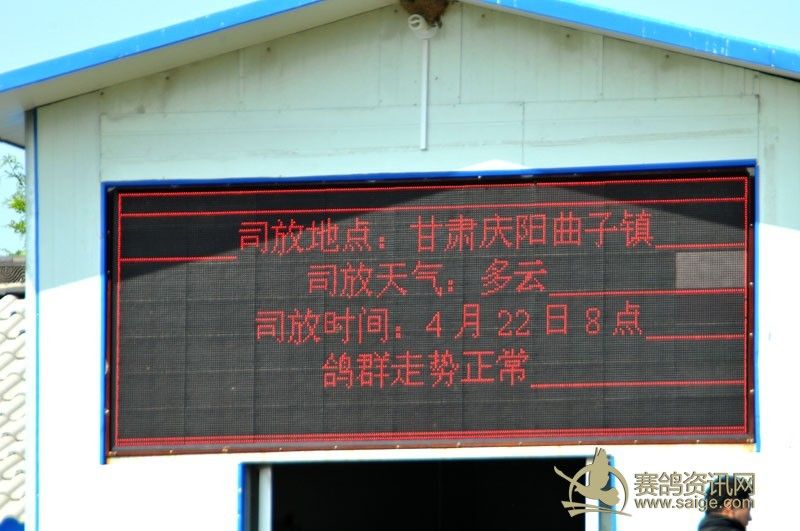 司放地点：甘肃庆阳曲子镇
司放天气：多云
司放时间：4月22日8点
鸽群走势正常
赛鸽资讯网
www.saige.com